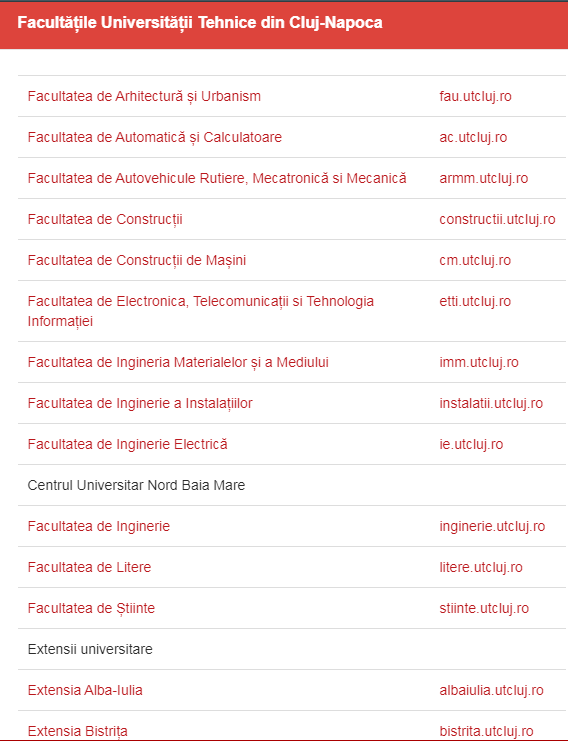 Facultățile Universității Tehnice din Cluj-Napoca
Facultatea de Arhitectură și Urbanism fau.utcluj.ro
Facultatea de Automatică și Calculatoare ac.utcluj.ro
Facultatea de Autovehicule Rutiere, Mecatronică si Mecanică armm.utcluj.ro
Facultatea de Construcții constructii.utcluj.ro
Facultatea de Construcții de Mașini cm.utcluj.ro
Facultatea de Electronica, Telecomunicații si Tehnologia etti.utcluj.ro
Informației
Facultatea de Ingineria Materialelor și a Mediului imm.utcluj.ro
Facultatea de Inginerie a Instalațiilor instalatii.utcluj.ro
Facultatea de Inginerie Electrică ie.utcluj.ro
Centrul Universitar Nord Baia Mare
Facultatea de Inginerie inginerie.utcluj.ro
Facultatea de Litere litere.utcluj.ro
Facultatea de Științe stiinte.utcluj.ro
Extensii universitare
Extensia Alba-Iulia albaiulia.utcluj.ro
Extensia Bistrița bistrita.utcluj.ro